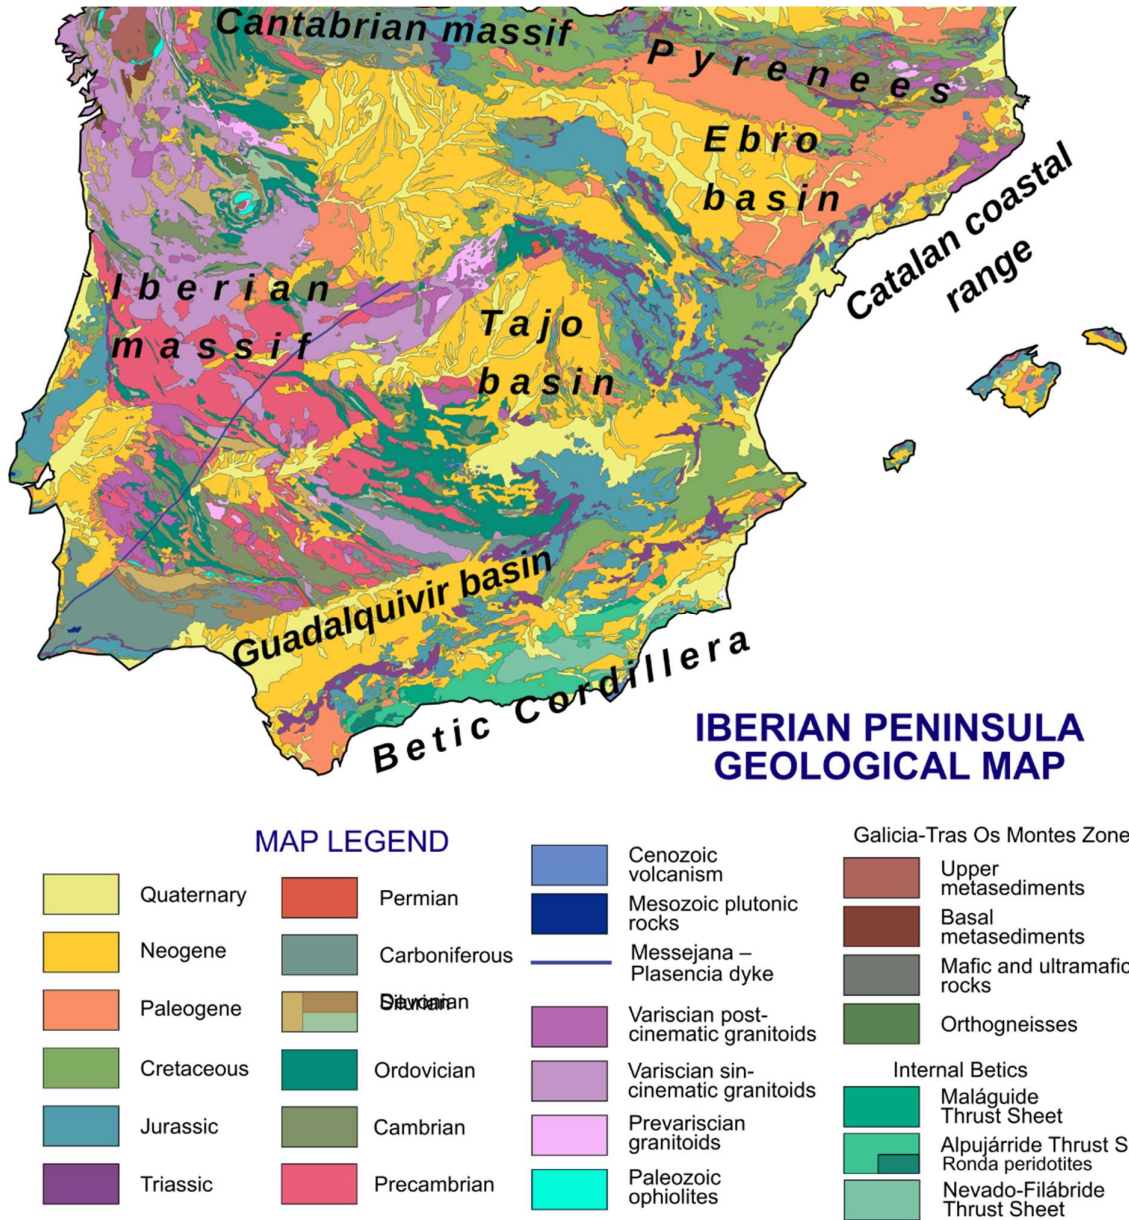 Cantabrian massif
Pyrenees
Ebro
basin
Catalan coastal
range
Iberian
massif
Tajo
basin
Guadalquivir basin
Betic Cordillera
IBERIAN PENINSULA
GEOLOGICAL MAP
MAP LEGEND
Quaternary
Neogene
Paleogene
Cretaceous
Jurassic
Triassic
Permian
Carboniferous
Silurian
Devonian
Ordovician
Cambrian
Precambrian
Cenozoic
volcanism
Mesozoic plutonic
rocks
Messejana –
Plasencia dyke
Variscian post-
cinematic granitoids
Variscian sin-
cinematic granitoids
Prevariscian
granitoids
Paleozoic
ophiolites
Galicia-Tras Os Montes Zone
Upper
metasediments
Basal
metasediments
Mafic and ultramafic
rocks
Orthogneisses
Internal Betics
Maláguide
Thrust Sheet
Alpujárride Thrust S
Ronda peridotites
Nevado-Filábride
Thrust Sheet